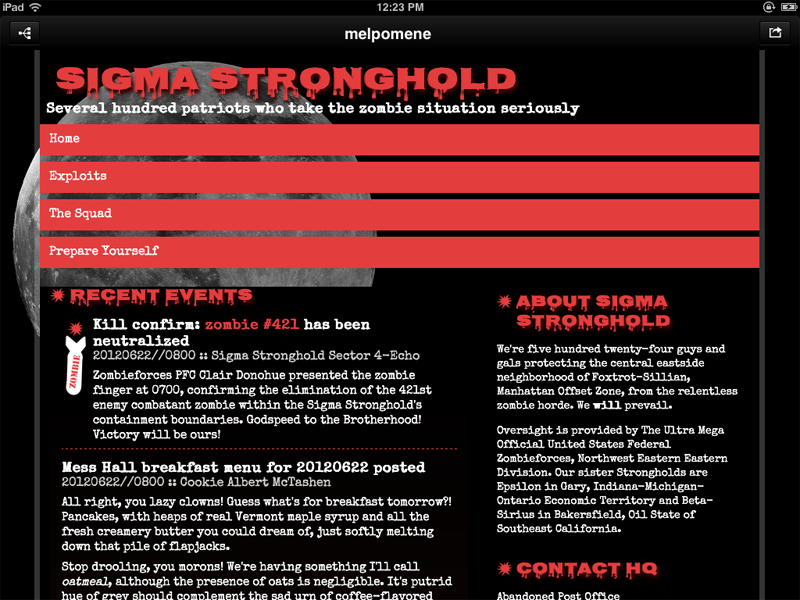 iPad
12:23 PM
melpomene
SIGMA STRONGHOLD
Several hundred patriots who take the zombie situation seriously
Home
Exploits
The Squad
Prepare Yourself
RECENT EVENTS
Kill confirm: zombie #421 has been
neutralized
20120622//0800 :: Sigma Stronghold Sector 4-Echo
ZOMBIE
Zombieforces PFC Clair Donohue presented the zombie
finger at 0700, confirming the elimination of the 421st
enemy combatant zombie within the Sigma Stronghold's
containment boundaries. Godspeed to the Brotherhood!
Victory will be ours!
Mess Hall breakfast menu for 20120622 posted
20120622//0800 :: Cookie Albert McTashen
All right, you lazy clowns! Guess what's for breakfast tomorrow?!
Pancakes, with heaps of real Vermont maple syrup and all the
fresh creamery butter you could dream of, just softly melting
down that pile of flapjacks.
Stop drooling, you morons! We're having something I'll call
oatmeal, although the presence of oats is negligible. It's putrid
hue of grey should complement the sad urn of coffee-flavored
ABOUT SIGMA
STRONGHOLD
We're five hundred twenty-four guys and
gals protecting the central eastside
neighborhood of Foxtrot-Sillian,
Manhattan Offset Zone, from the relentless
zombie horde. We will prevail.
Oversight is provided by The Ultra Mega
Official United States Federal
Zombieforces, Northwest Eastern Eastern
Division. Our sister Strongholds are
Epsilon in Gary, Indiana-Michigan-
Ontario Economic Territory and Beta-
Sirius in Bakersfield, Oil State of
Southeast California.
CONTACT HQ
Abandoned Post Office